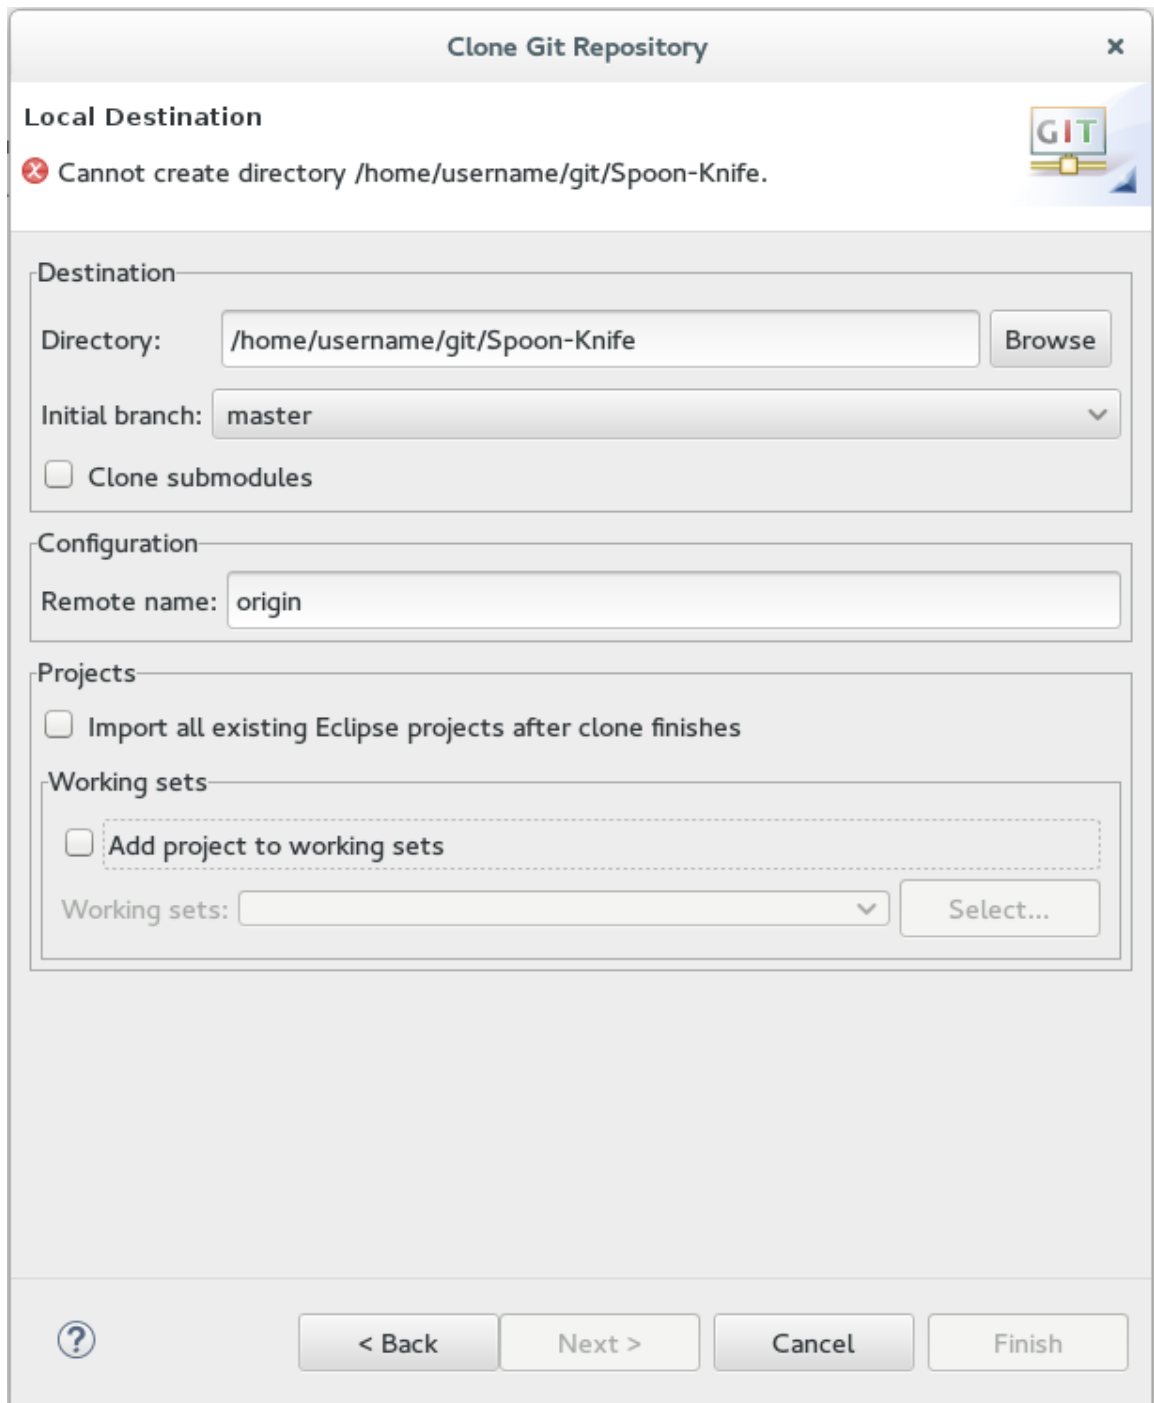 Clone Git Repository ×
Local Destination
GIT
Cannot create directory /home/username/git/Spoon-Knife.
Destination
Directory: /home/username/git/Spoon-Knife Browse
Initial branch: master
Clone submodules
Configuration
Remote name: origin
Projects
Import all existing Eclipse projects after clone finishes
Working sets
Add project to working sets
Working sets: Select...
? < Back Next > Cancel Finish